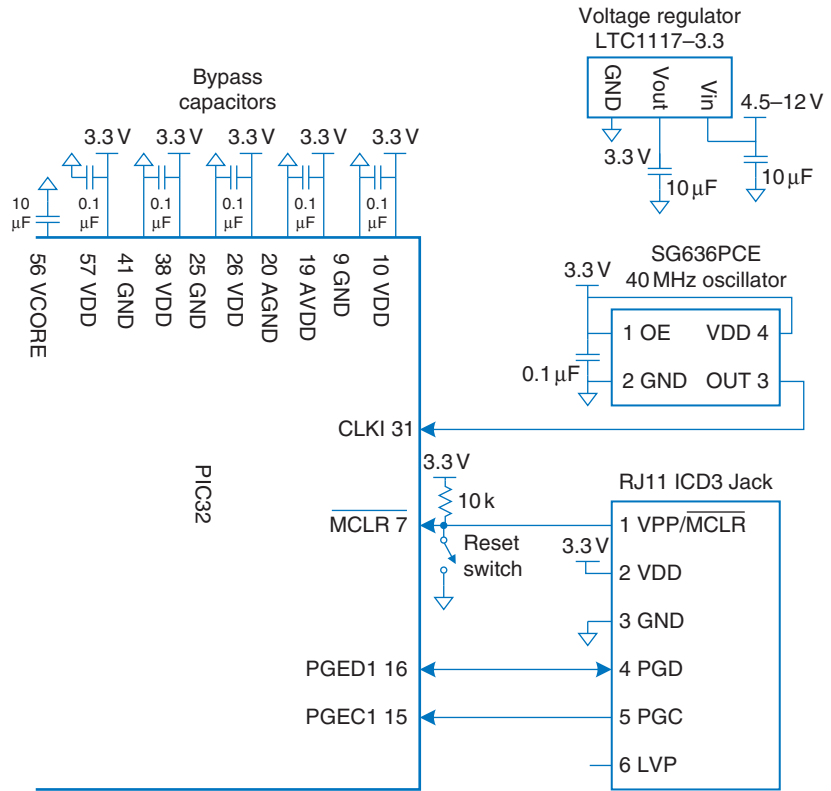 Voltage regulator
LTC1117–3.3
GND
Vout
Vin
4.5–12 V
3.3 V
10 μF
10 μF
Bypass
capacitors
3.3 V
3.3 V
3.3 V
3.3 V
3.3 V
10
μF
0.1
μF
0.1
μF
0.1
μF
0.1
μF
0.1
μF
56 VCORE
57 VDD
41 GND
38 VDD
25 GND
26 VDD
20 AGND
19 AVDD
9 GND
10 VDD
SG636PCE
40 MHz oscillator
3.3 V
1 OE
VDD 4
0.1 μF
2 GND
OUT 3
CLKI 31
PIC32
3.3 V
10 k
MCLR 7
Reset
switch
RJ11 ICD3 Jack
1 VPP/MCLR
3.3 V
2 VDD
3 GND
PGED1 16
4 PGD
PGEC1 15
5 PGC
6 LVP